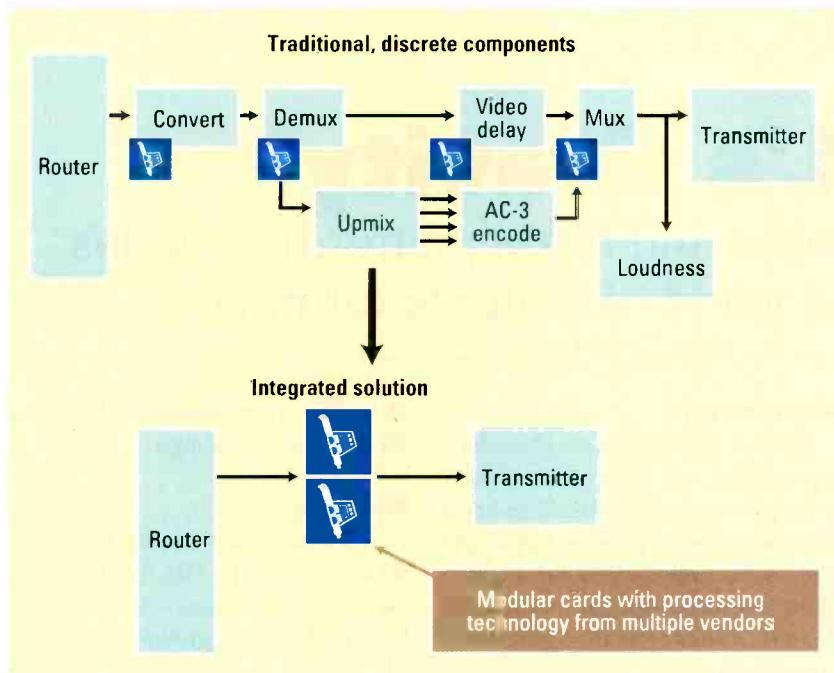 Traditional, discrete components
Router
Convert
Demux
Video
delay
Mux
Transmitter
Upmix
AC-3
encode
Loudness
Integrated solution
Router
Transmitter
Modular cards with processing
technology from multiple vendors